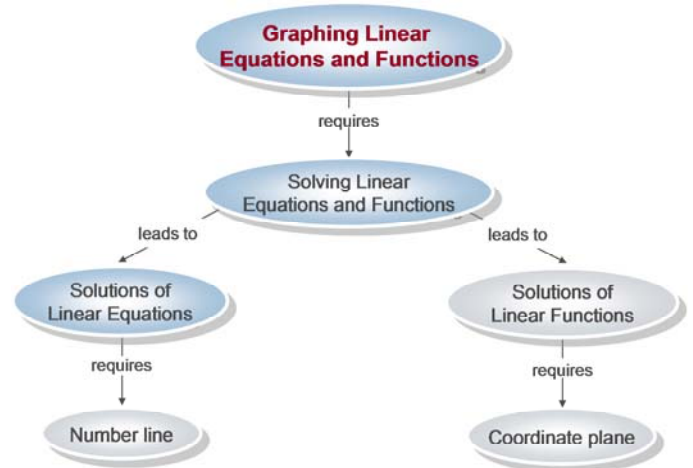 Graphing Linear
Equations and Functions
requires
Solving Linear
Equations and Functions
leads to
leads to
Solutions of
Linear Equations
Solutions of
Linear Functions
requires
requires
Number line
Coordinate plane